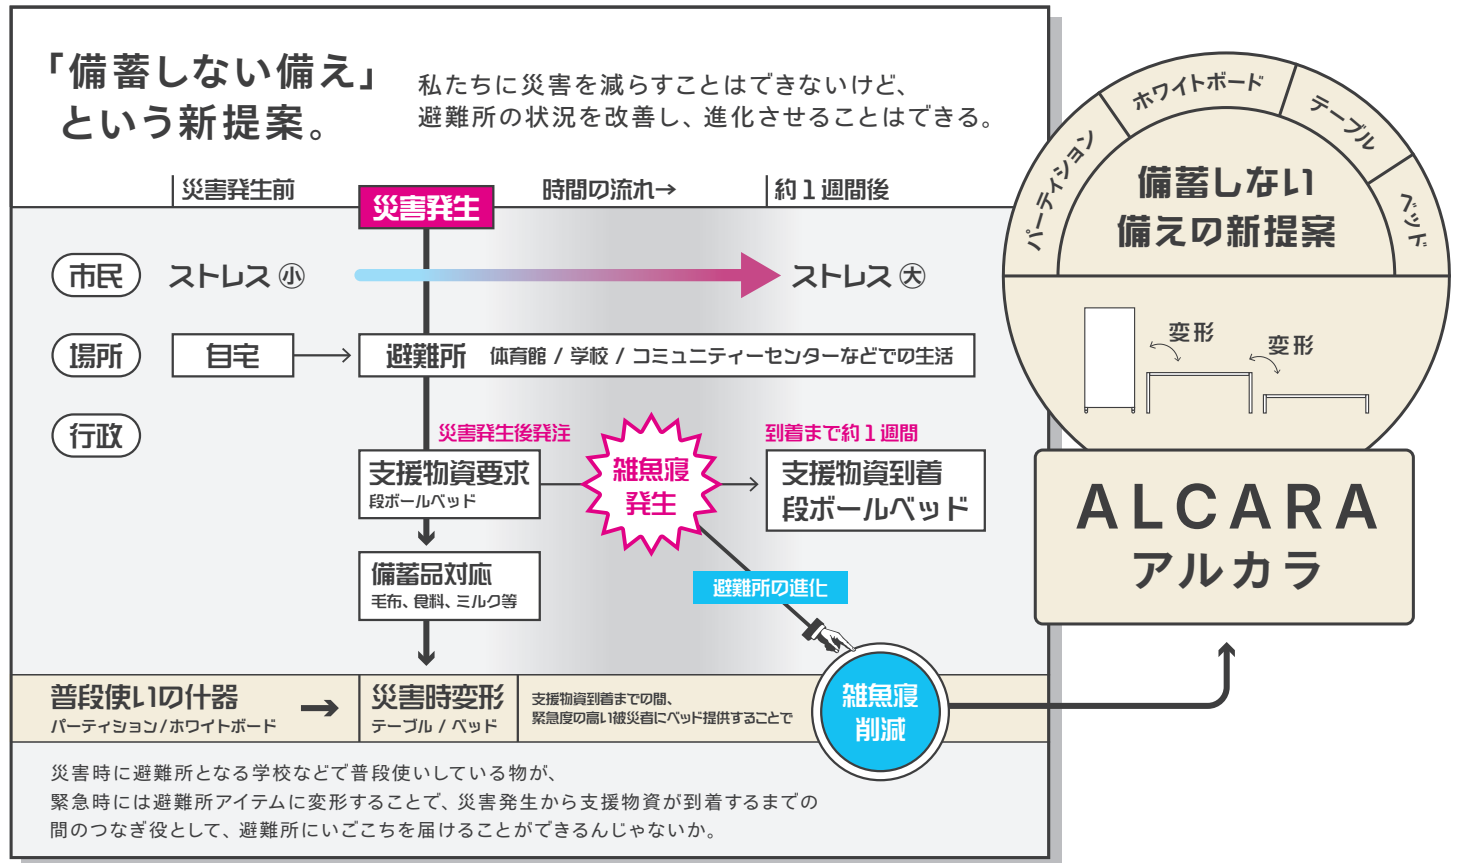 「備蓄しない備え」
という新提案。
私たちに災害を減らすことはできないけど、
避難所の状況を改善し、進化させることはできる。
災害発生前
災害発生
時間の流れ→
約1週間後
市民
ストレス㊙小
ストレス大
場所
自宅
避難所 体育館 / 学校 / コミュニティーセンターなどでの生活
行政
災害発生後発注
支援物資要求
段ボールベッド
雑魚寝
発生
到着まで約1週間
支援物資到着
段ボールベッド
備蓄品対応
毛布、食料、ミルク等
避難所の進化
普段使いの什器
パーティション/ホワイトボード
→
災害時変形
テーブル / ベッド
支援物資到着までの間、
緊急度の高い被災者にベッド提供することで
雑魚寝
削減
災害時に避難所となる学校などで普段使いしている物が、
緊急時には避難所アイテムに変形することで、災害発生から支援物資が到着するまでの
間のつなぎ役として、避難所にいごこちを届けることができるんじゃないか。
パーティション
ホワイトボード
テーブル
ベッド
備蓄しない
備えの新提案
変形
変形
ALCARA
アルカラ